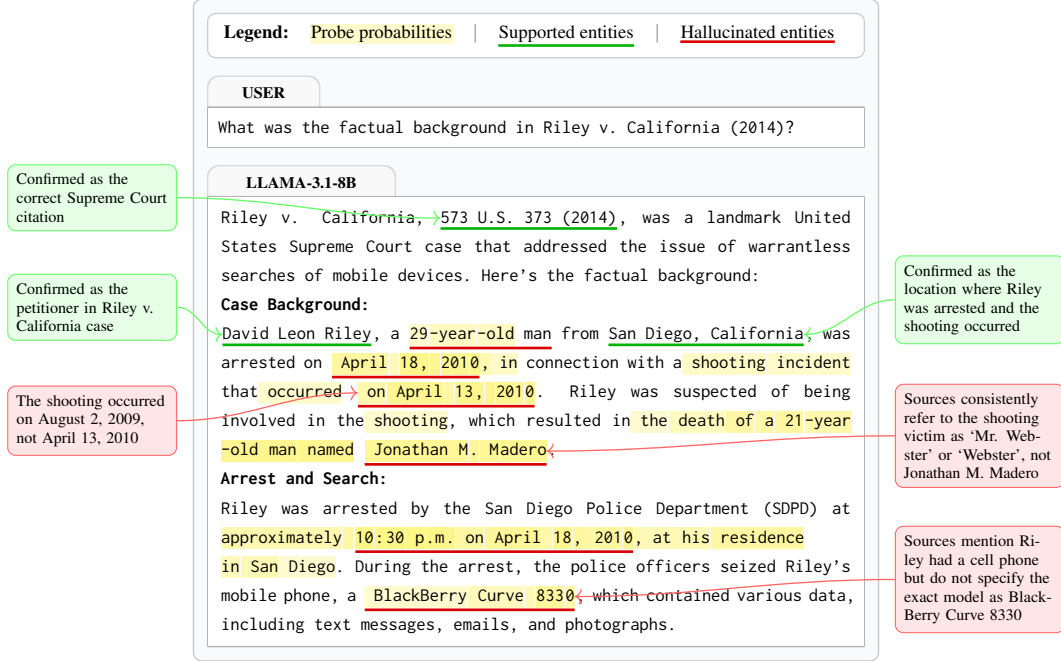 Legend: Probe probabilities | Supported entities | Hallucinated entities
USER
What was the factual background in Riley v. California (2014)?
LLAMA-3.1-8B
Riley v. California, 573 U.S. 373 (2014), was a landmark United
States Supreme Court case that addressed the issue of warrantless
searches of mobile devices. Here's the factual background:
Case Background:
David Leon Riley, a 29-year-old man from San Diego, California, was
arrested on April 18, 2010, in connection with a shooting incident
that occurred on April 13, 2010. Riley was suspected of being
involved in the shooting, which resulted in the death of a 21-year
-old man named Jonathan M. Madero.
Arrest and Search:
Riley was arrested by the San Diego Police Department (SDPD) at
approximately 10:30 p.m. on April 18, 2010, at his residence
in San Diego. During the arrest, the police officers seized Riley's
mobile phone, a BlackBerry Curve 8330, which contained various data,
including text messages, emails, and photographs.
Confirmed as the
correct Supreme Court
citation
Confirmed as the
petitioner in Riley v.
California case
The shooting occurred
on August 2, 2009,
not April 13, 2010
Confirmed as the
location where Riley
was arrested and the
shooting occurred
Sources consistently
refer to the shooting
victim as ‘Mr. Web-
ster’ or ‘Webster’, not
Jonathan M. Madero
Sources mention Ri-
ley had a cell phone
but do not specify the
exact model as Black-
Berry Curve 8330